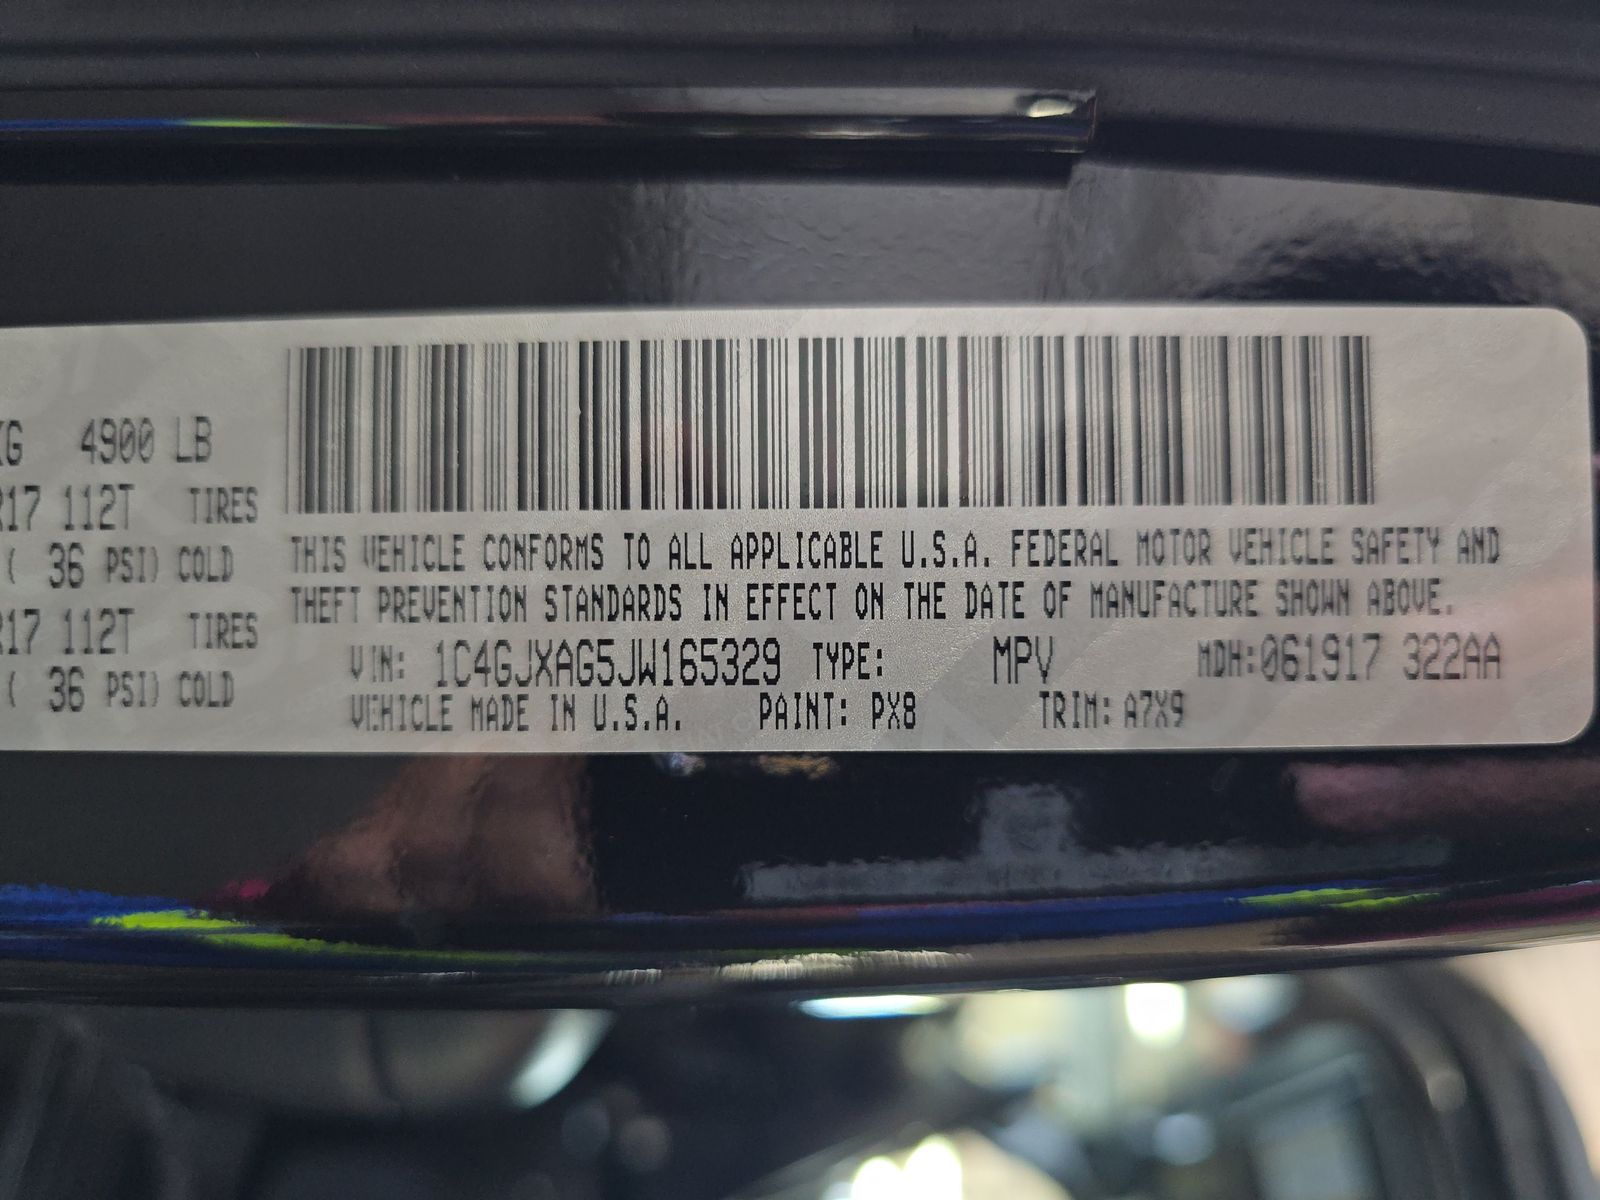 KG 4900 LB
R17 112T TIRES
( 36 PSI) COLD
R17 112T TIRES
( 36 PSI) COLD
THIS VEHICLE CONFORMS TO ALL APPLICABLE U.S.A. FEDERAL MOTOR VEHICLE SAFETY AND
THEFT PREVENTION STANDARDS IN EFFECT ON THE DATE OF MANUFACTURE SHOWN ABOVE.
VIN: 1C4GJXAG5JW165329 TYPE: MPV MDH:061917 322AA
VEHICLE MADE IN U.S.A. PAINT: PX8 TRIM: A7X9